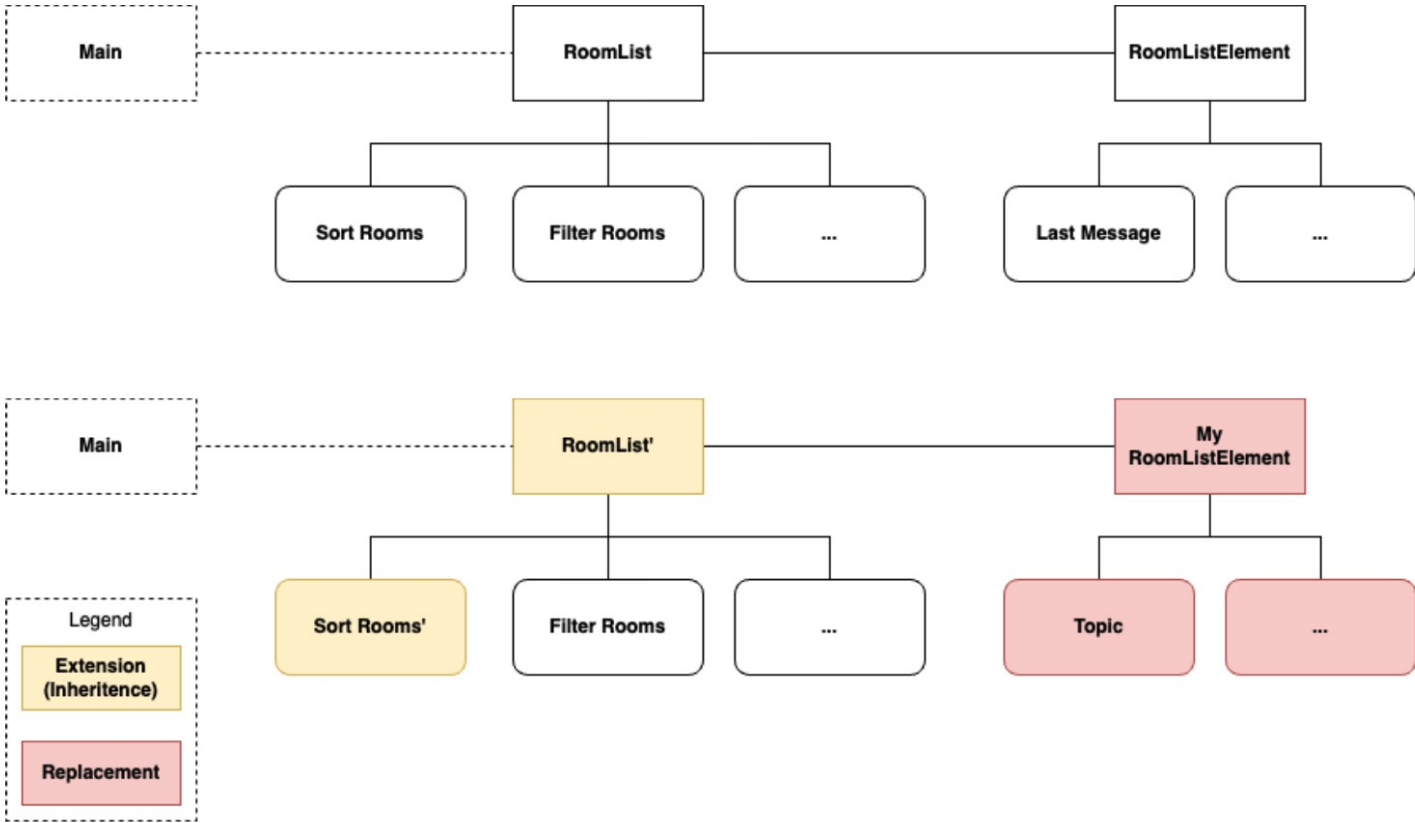 Main
RoomList
RoomListElement
Sort Rooms
Filter Rooms
...
Last Message
...
Main
RoomList'
My
RoomListElement
Sort Rooms'
Filter Rooms
...
Topic
...
Legend
Extension
(Inheritence)
Replacement